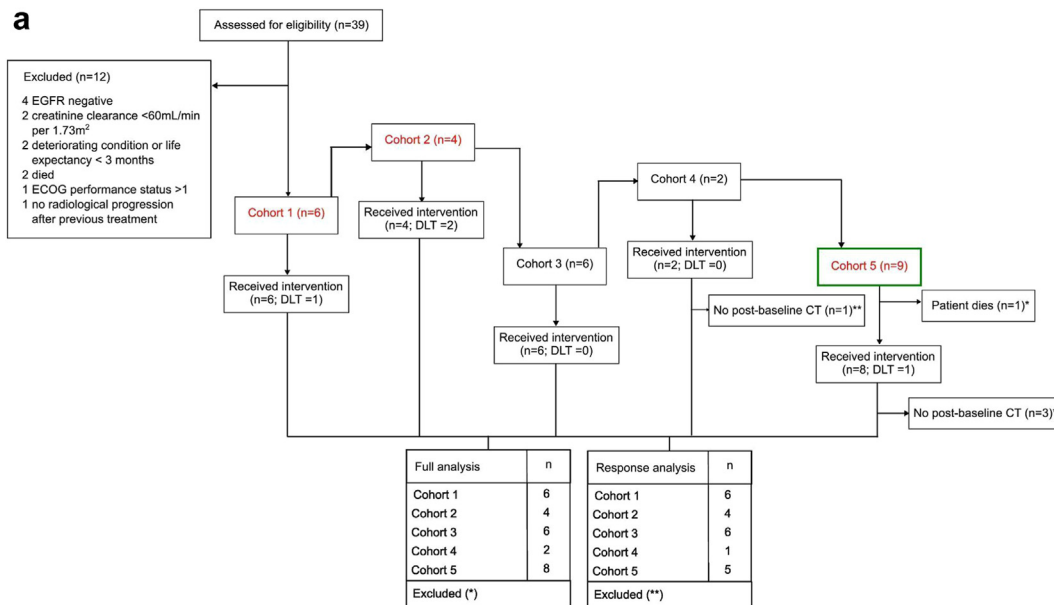 a
Assessed for eligibility (n=39)
Excluded (n=12)
4 EGFR negative
2 creatinine clearance <60mL/min
per 1.73m²
2 deteriorating condition or life
expectancy < 3 months
2 died
1 ECOG performance status >1
1 no radiological progression
after previous treatment
Cohort 1 (n=6)
Received intervention
(n=6; DLT =1)
Cohort 2 (n=4)
Received intervention
(n=4; DLT =2)
Cohort 3 (n=6)
Received intervention
(n=6; DLT =0)
Cohort 4 (n=2)
Received intervention
(n=2; DLT =0)
No post-baseline CT (n=1)**
Cohort 5 (n=9)
Patient dies (n=1)*
Received intervention
(n=8; DLT =1)
No post-baseline CT (n=3)*
Full analysis n
Cohort 1 6
Cohort 2 4
Cohort 3 6
Cohort 4 2
Cohort 5 8
Excluded (*)
Response analysis n
Cohort 1 6
Cohort 2 4
Cohort 3 6
Cohort 4 1
Cohort 5 5
Excluded (**)